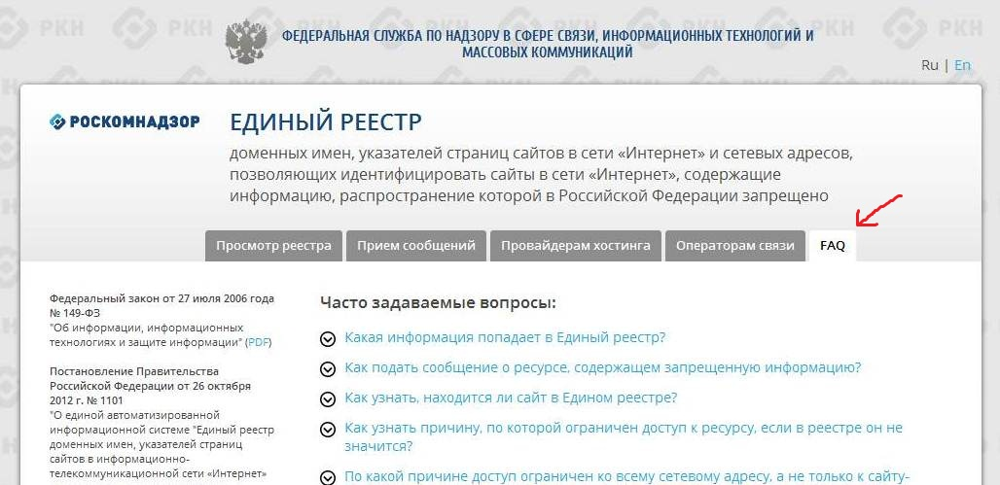 ФЕДЕРАЛЬНАЯ СЛУЖБА ПО НАДЗОРУ В СФЕРЕ СВЯЗИ, ИНФОРМАЦИОННЫХ ТЕХНОЛОГИЙ И
МАССОВЫХ КОММУНИКАЦИЙ
Ru | En
РОСКОМНАДЗОР
ЕДИНЫЙ РЕЕСТР
доменных имен, указателей страниц сайтов в сети «Интернет» и сетевых адресов,
позволяющих идентифицировать сайты в сети «Интернет», содержащие
информацию, распространение которой в Российской Федерации запрещено
Просмотр реестра Прием сообщений Провайдерам хостинга Операторам связи FAQ
Федеральный закон от 27 июля 2006 года
№ 149-ФЗ
"Об информации, информационных
технологиях и защите информации" (PDF)
Постановление Правительства
Российской Федерации от 26 октября
2012 г. № 1101
"О единой автоматизированной
информационной системе "Единый реестр
доменных имен, указателей страниц
сайтов в информационно-
телекоммуникационной сети «Интернет»
Часто задаваемые вопросы:
Какая информация попадает в Единый реестр?
Как подать сообщение о ресурсе, содержащем запрещенную информацию?
Как узнать, находится ли сайт в Едином реестре?
Как узнать причину, по которой ограничен доступ к ресурсу, если в реестре он не
значится?
По какой причине доступ ограничен ко всему сетевому адресу, а не только к сайту-